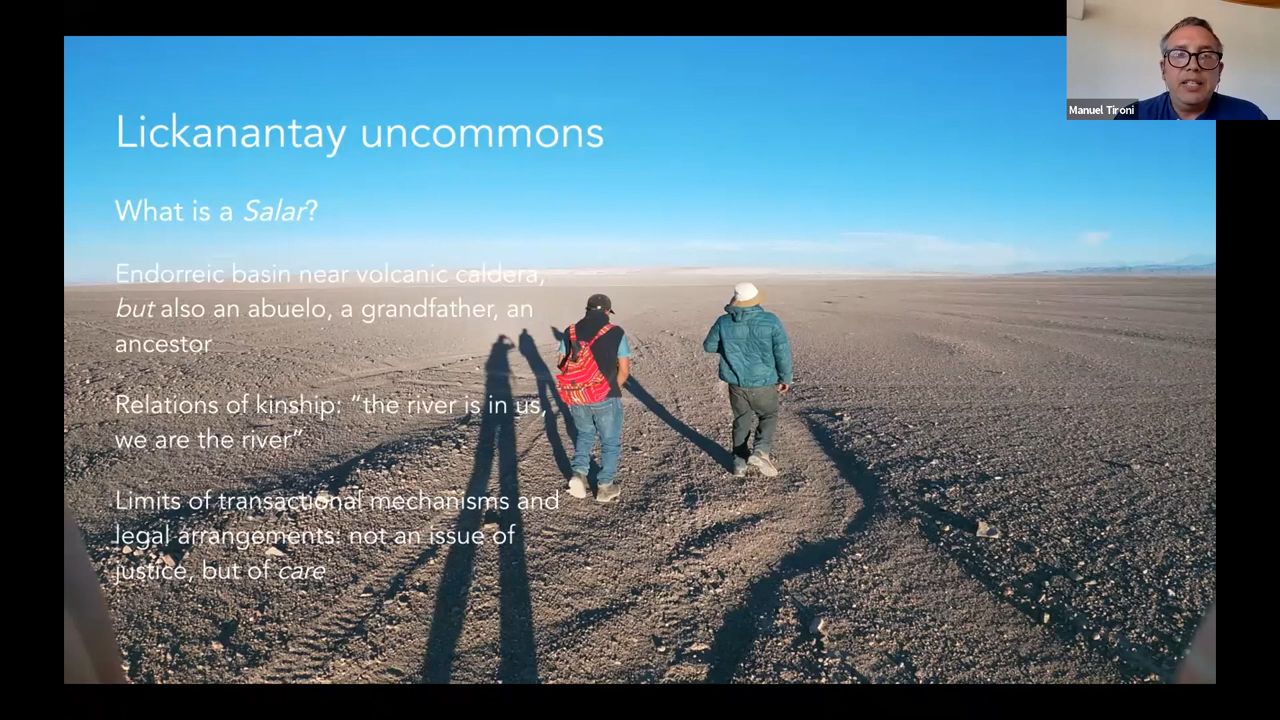 Manuel Tironi
Lickanantay uncommons
What is a Salar?
Endorreic basin near volcanic caldera,
but also an abuelo, a grandfather, an
ancestor
Relations of kinship: “the river is in us,
we are the river”
Limits of transactional mechanisms and
legal arrangements: not an issue of
justice, but of care